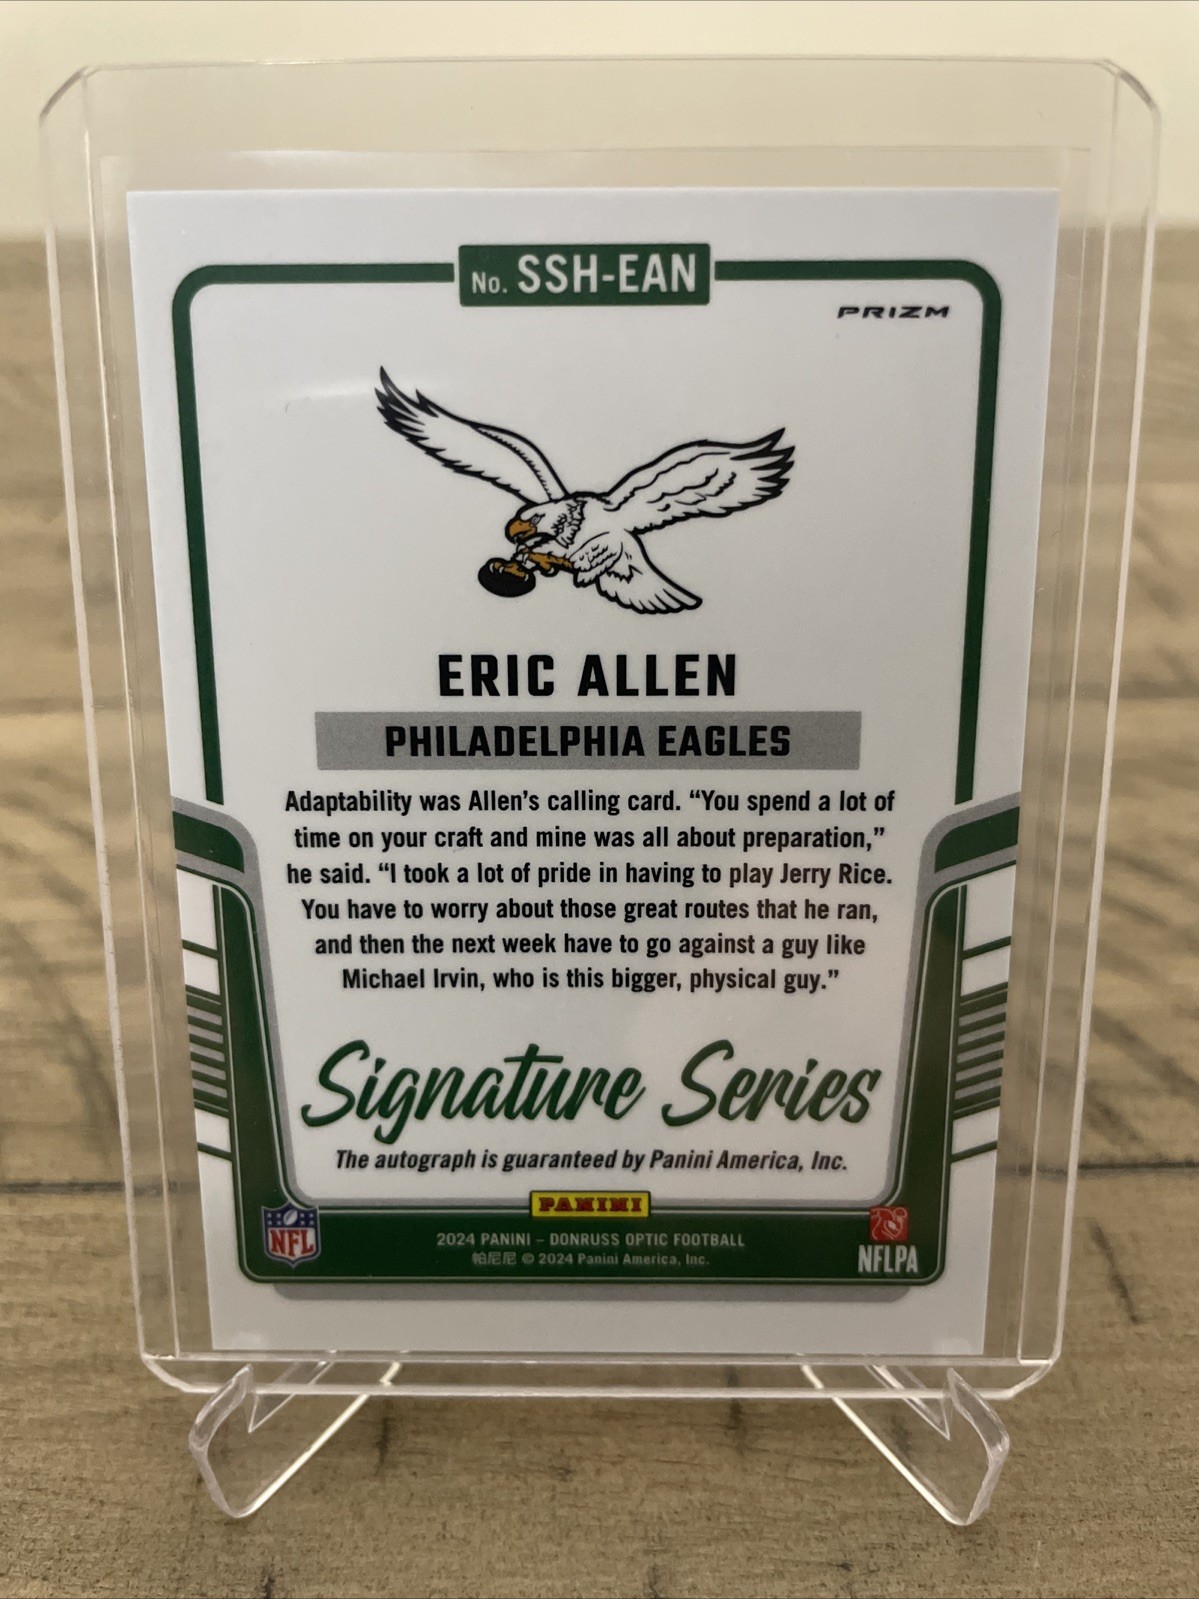 No. SSH-EAN
PRIZM
ERIC ALLEN
PHILADELPHIA EAGLES
Adaptability was Allen’s calling card. “You spend a lot of
time on your craft and mine was all about preparation,”
he said. “I took a lot of pride in having to play Jerry Rice.
You have to worry about those great routes that he ran,
and then the next week have to go against a guy like
Michael Irvin, who is this bigger, physical guy.”
Signature Series
The autograph is guaranteed by Panini America, Inc.
PANINI
NFL
2024 PANINI – DONRUSS OPTIC FOOTBALL
帕尼尼 © 2024 Panini America, Inc.
NFLPA